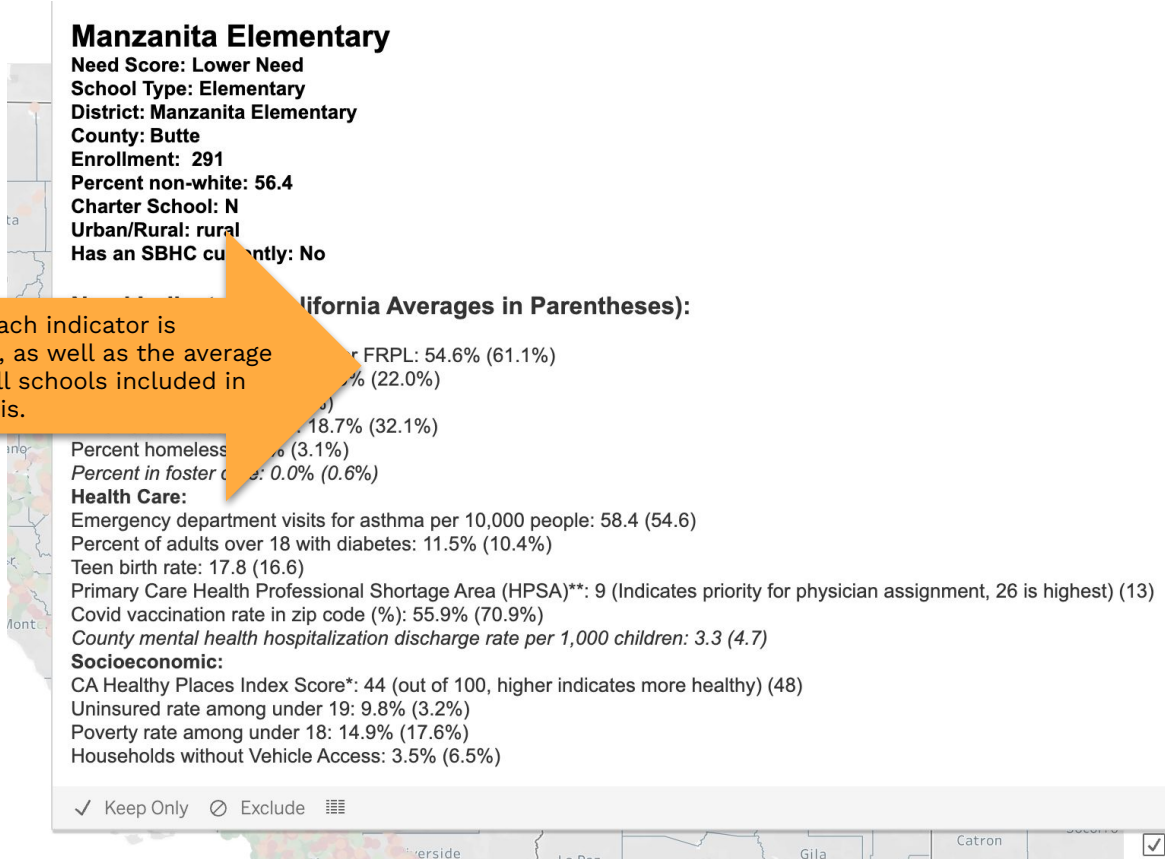 Manzanita Elementary
Need Score: Lower Need
School Type: Elementary
District: Manzanita Elementary
County: Butte
Enrollment: 291
Percent non-white: 56.4
Charter School: N
Urban/Rural: rural
Has an SBHC cu ntly: No
lifornia Averages in Parentheses):
ach indicator is
, as well as the average
ll schools included in
is.
r FRPL: 54.6% (61.1%)
% (22.0%)
18.7% (32.1%)
Percent homeless % (3.1%)
Percent in foster c e: 0.0% (0.6%)
Health Care:
Emergency department visits for asthma per 10,000 people: 58.4 (54.6)
Percent of adults over 18 with diabetes: 11.5% (10.4%)
Teen birth rate: 17.8 (16.6)
Primary Care Health Professional Shortage Area (HPSA)**: 9 (Indicates priority for physician assignment, 26 is highest) (13)
Covid vaccination rate in zip code (%): 55.9% (70.9%)
County mental health hospitalization discharge rate per 1,000 children: 3.3 (4.7)
Socioeconomic:
CA Healthy Places Index Score*: 44 (out of 100, higher indicates more healthy) (48)
Uninsured rate among under 19: 9.8% (3.2%)
Poverty rate among under 18: 14.9% (17.6%)
Households without Vehicle Access: 3.5% (6.5%)
Keep Only Exclude
ta
ano
Mont
verside
Gila
Catron